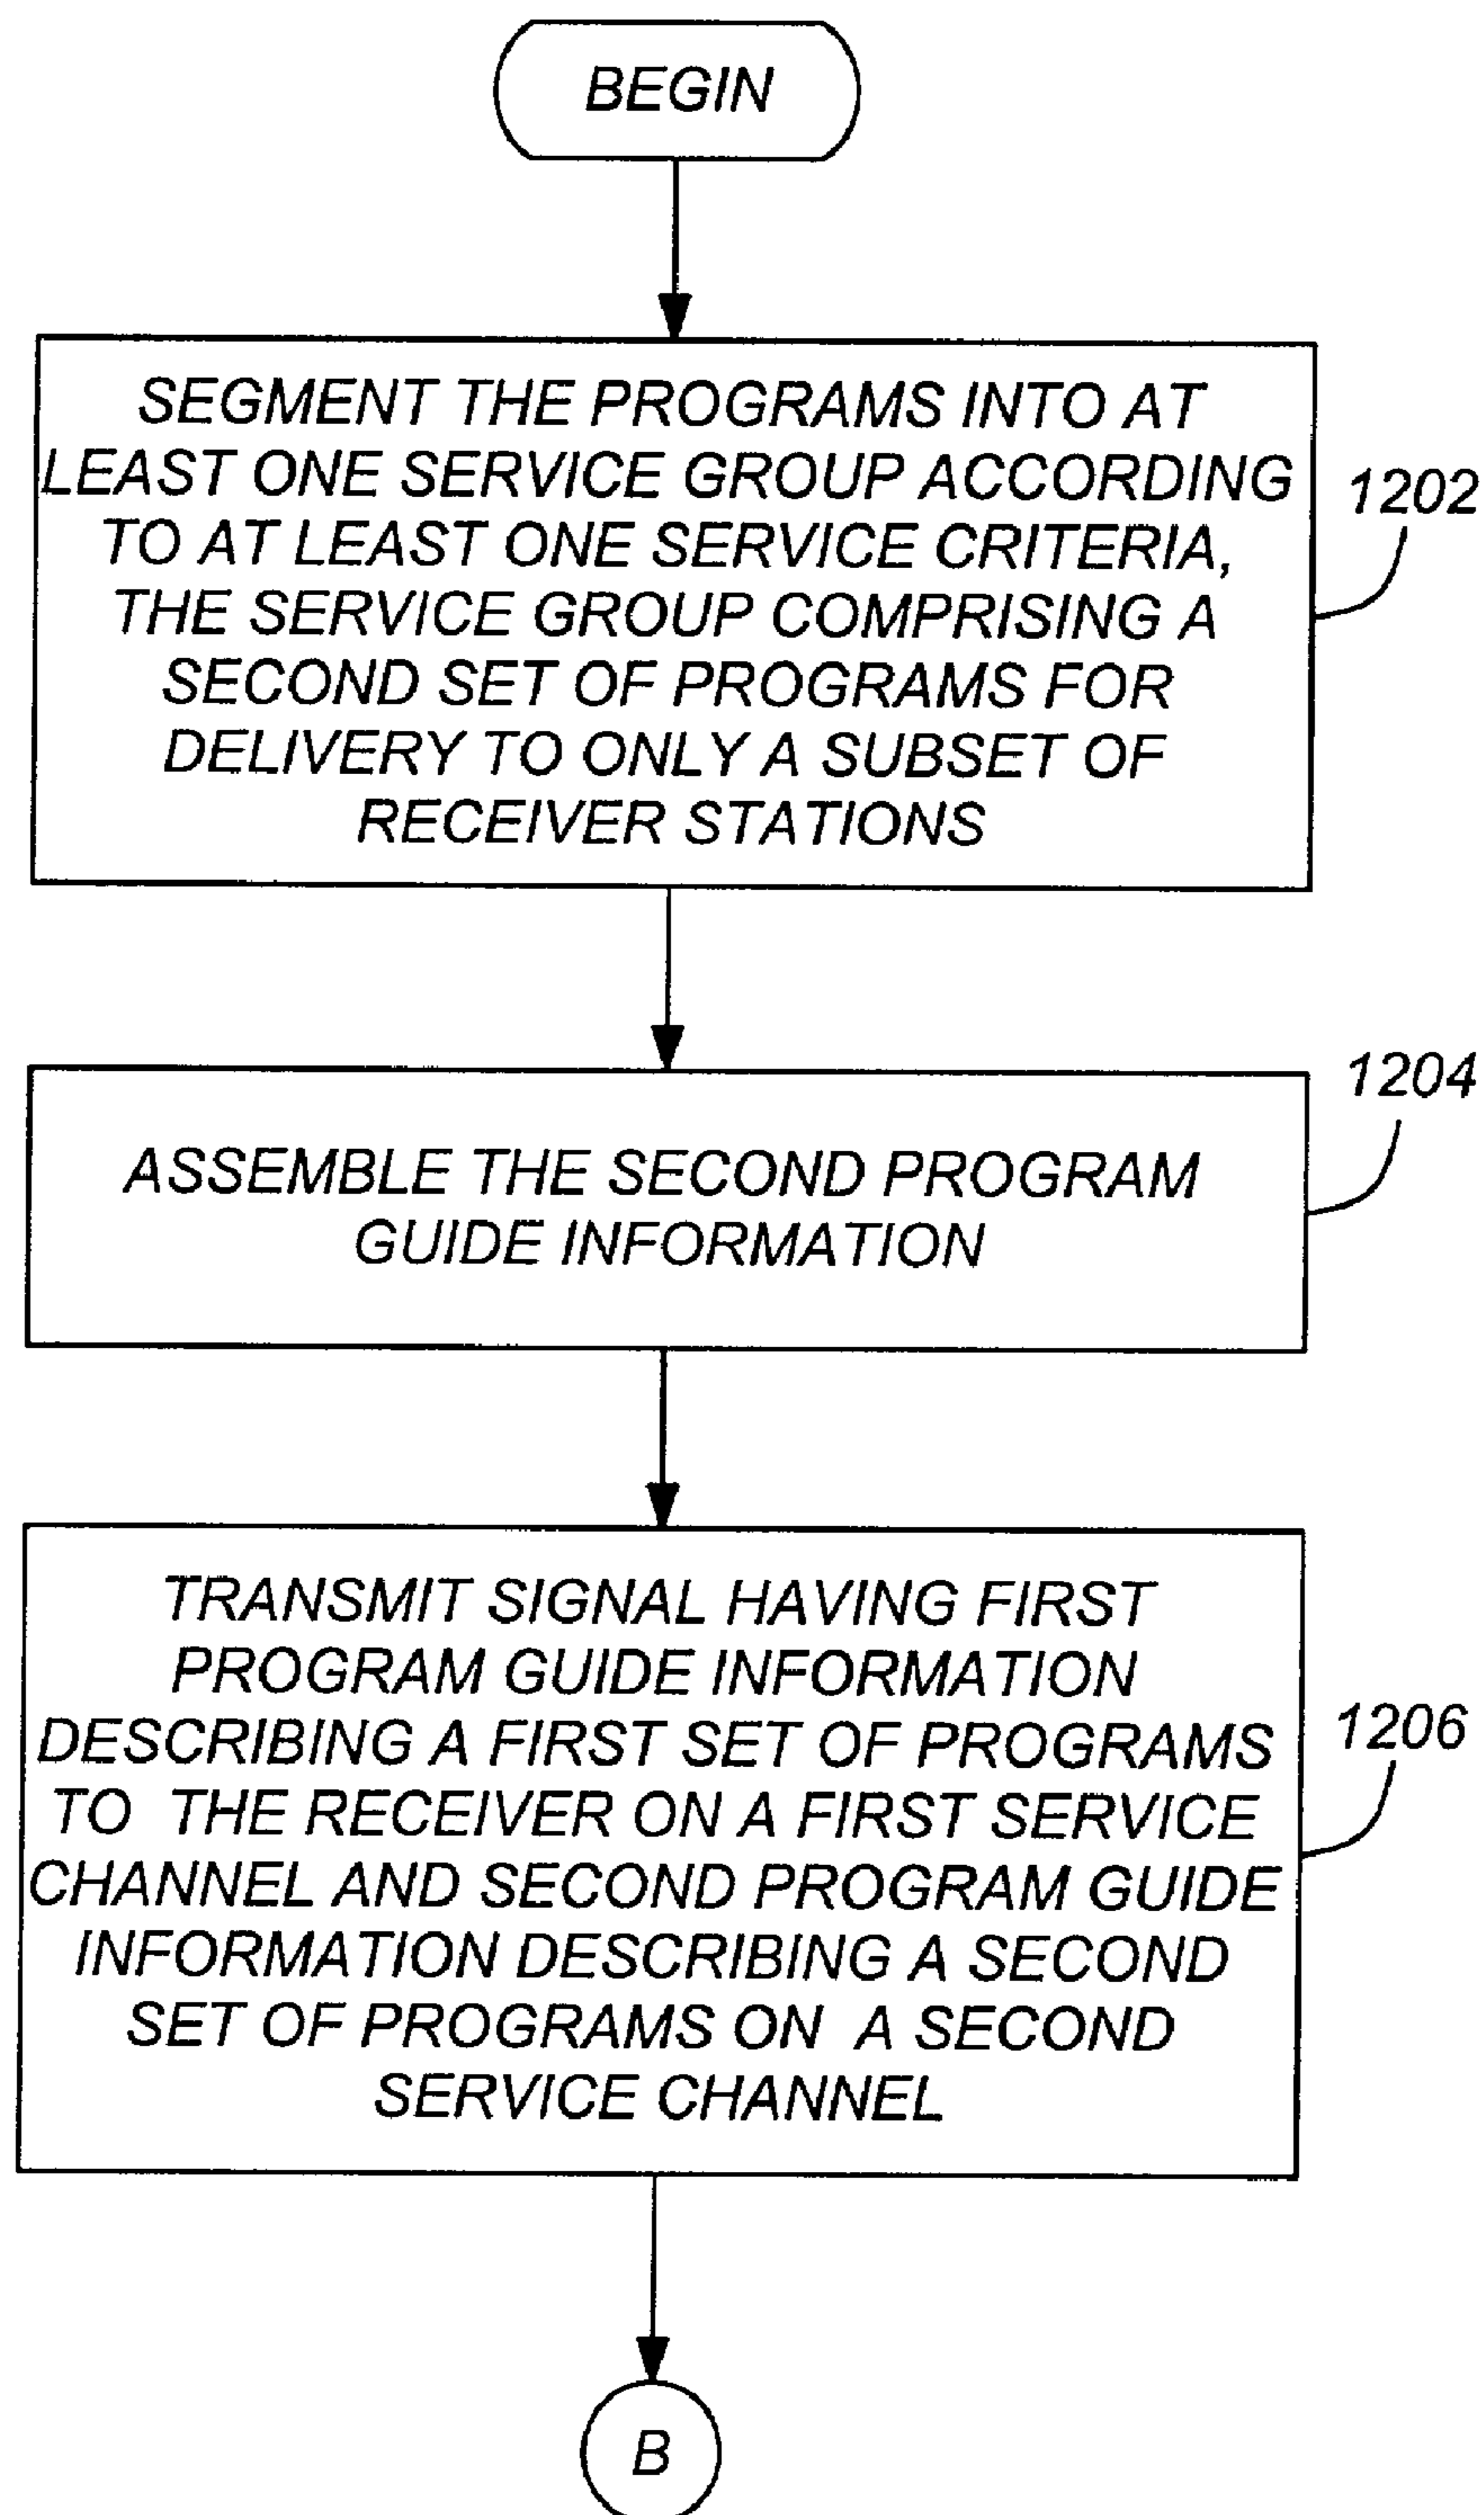 BEGIN
SEGMENT THE PROGRAMS INTO AT
LEAST ONE SERVICE GROUP ACCORDING
TO AT LEAST ONE SERVICE CRITERIA,
THE SERVICE GROUP COMPRISING A
SECOND SET OF PROGRAMS FOR
DELIVERY TO ONLY A SUBSET OF
RECEIVER STATIONS
1202
ASSEMBLE THE SECOND PROGRAM
GUIDE INFORMATION
1204
TRANSMIT SIGNAL HAVING FIRST
PROGRAM GUIDE INFORMATION
DESCRIBING A FIRST SET OF PROGRAMS
TO THE RECEIVER ON A FIRST SERVICE
CHANNEL AND SECOND PROGRAM GUIDE
INFORMATION DESCRIBING A SECOND
SET OF PROGRAMS ON A SECOND
SERVICE CHANNEL
1206
B